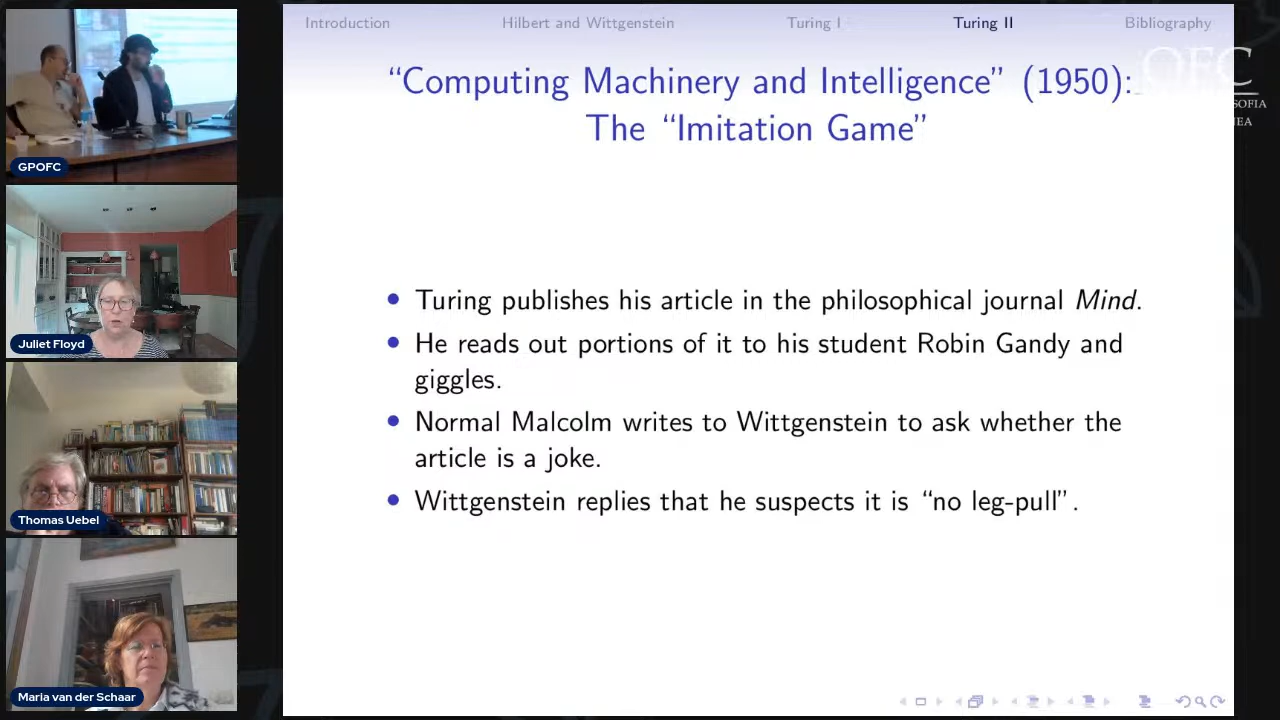 Introduction
Hilbert and Wittgenstein
Turing I
Turing II
Bibliography
“Computing Machinery and Intelligence” (1950):
The “Imitation Game”
Turing publishes his article in the philosophical journal Mind.
He reads out portions of it to his student Robin Gandy and
giggles.
Normal Malcolm writes to Wittgenstein to ask whether the
article is a joke.
Wittgenstein replies that he suspects it is “no leg-pull”.
GPOFC
Juliet Floyd
Thomas Uebel
Maria van der Schaar